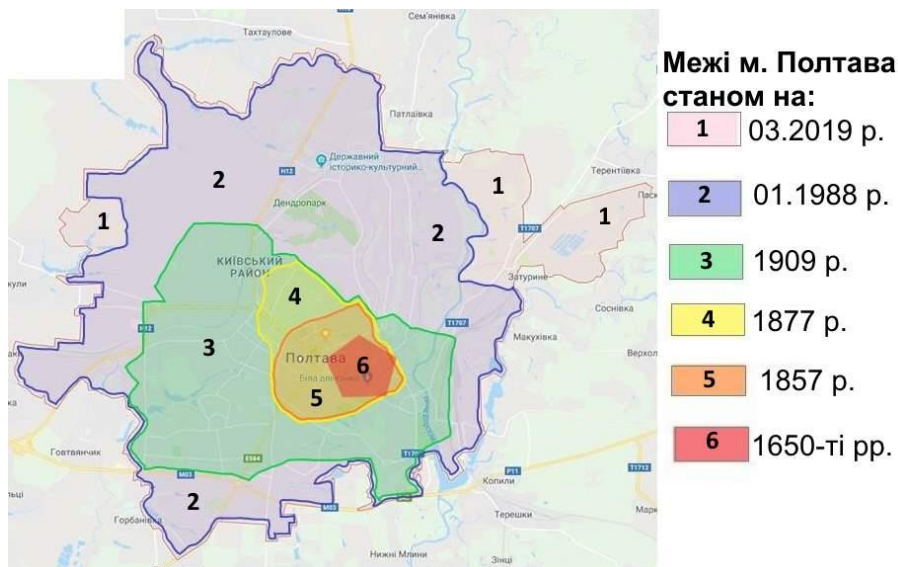 Межі м. Полтава
станом на:
1 03.2019 р.
2 01.1988 р.
3 1909 р.
4 1877 р.
5 1857 р.
6 1650-ті рр.
Сем'янівка
Тахтаулове
Патлаївка
2
Державний
історико-культурний...
H12
Терентіївка
1
Дендропарк
1
1
2
T1707
КИЇВСЬКИЙ
РАЙОН
4
Затурине
Соснівка
H12
T1707
Макухівка
3
Полтава
6
5
Говтвянчик
E584
M03
P11
T1712
2
Копили
M03
Горбанівка
Терешки
Нижні Млини
Зінці